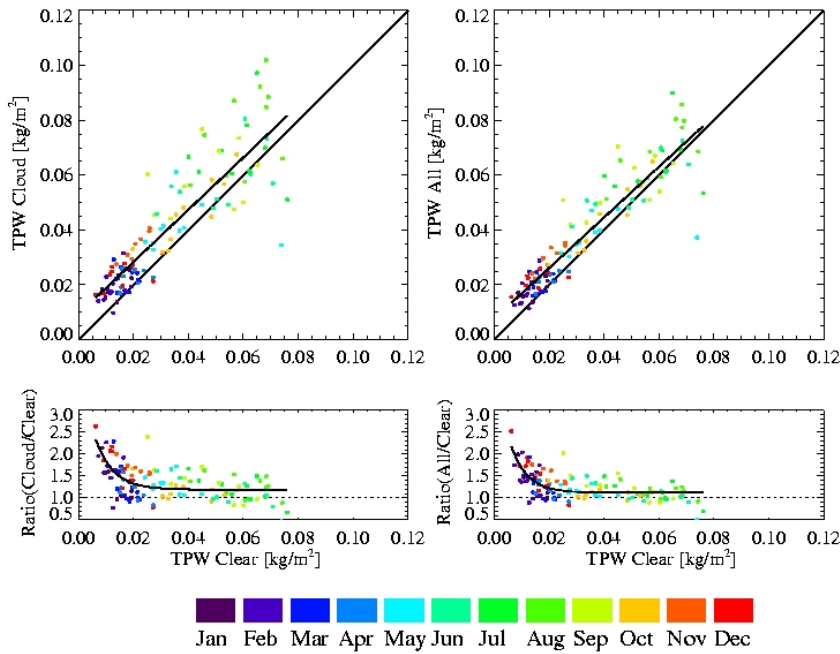 TPW Cloud [kg/m²]
0.12
0.10
0.08
0.06
0.04
0.02
0.00
0.00 0.02 0.04 0.06 0.08 0.10 0.12
TPW All [kg/m²]
0.12
0.10
0.08
0.06
0.04
0.02
0.00
0.00 0.02 0.04 0.06 0.08 0.10 0.12
Ratio(Cloud/Clear)
3.0
2.5
2.0
1.5
1.0
0.5
0.00 0.02 0.04 0.06 0.08 0.10 0.12
TPW Clear [kg/m²]
Ratio(All/Clear)
3.0
2.5
2.0
1.5
1.0
0.5
0.00 0.02 0.04 0.06 0.08 0.10 0.12
TPW Clear [kg/m²]
Jan Feb Mar Apr May Jun Jul Aug Sep Oct Nov Dec